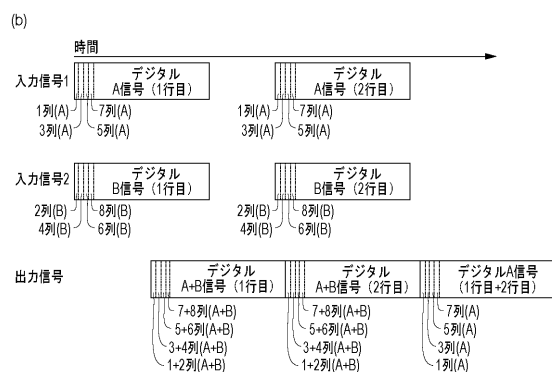 (b)
時間
入力信号1
デジタル
A信号(1行目)
デジタル
A信号(2行目)
1列(A)
7列(A)
3列(A)
5列(A)
1列(A)
7列(A)
3列(A)
5列(A)
入力信号2
デジタル
B信号(1行目)
デジタル
B信号(2行目)
2列(B)
8列(B)
4列(B)
6列(B)
2列(B)
8列(B)
4列(B)
6列(B)
出力信号
デジタル
A+B信号(1行目)
デジタル
A+B信号(2行目)
デジタルA信号
(1行目+2行目)
7+8列(A+B)
5+6列(A+B)
3+4列(A+B)
1+2列(A+B)
7+8列(A+B)
5+6列(A+B)
3+4列(A+B)
1+2列(A+B)
7列(A)
5列(A)
3列(A)
1列(A)